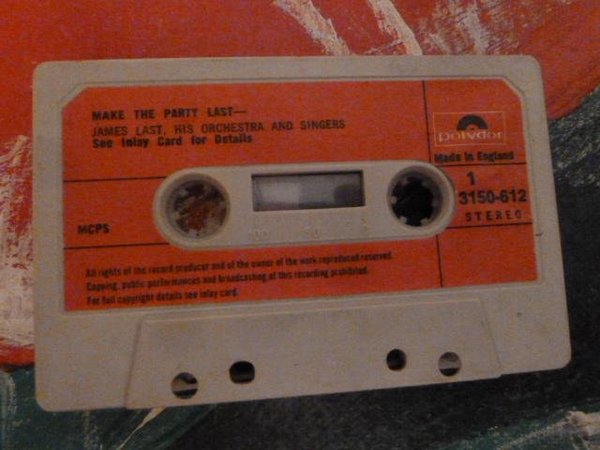 MAKE THE PARTY LAST—
JAMES LAST, HIS ORCHESTRA AND SINGERS
See Inlay Card for Details
polydor
Made in England
1
3150-612
STEREO
MCPS
All rights of the record producer and of the owner of the work reproduced reserved.
Copying, public performances and broadcasting of this recording prohibited.
For full copyright details see inlay card.